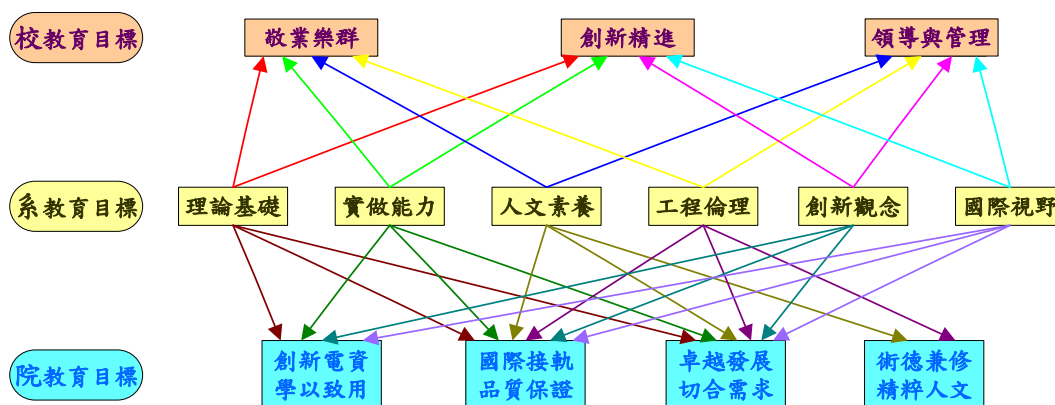 校教育目標
敬業樂群
創新精進
領導與管理
系教育目標
理論基礎
實做能力
人文素養
工程倫理
創新觀念
國際視野
院教育目標
創新電資
學以致用
國際接軌
品質保證
卓越發展
切合需求
術德兼修
精粹人文